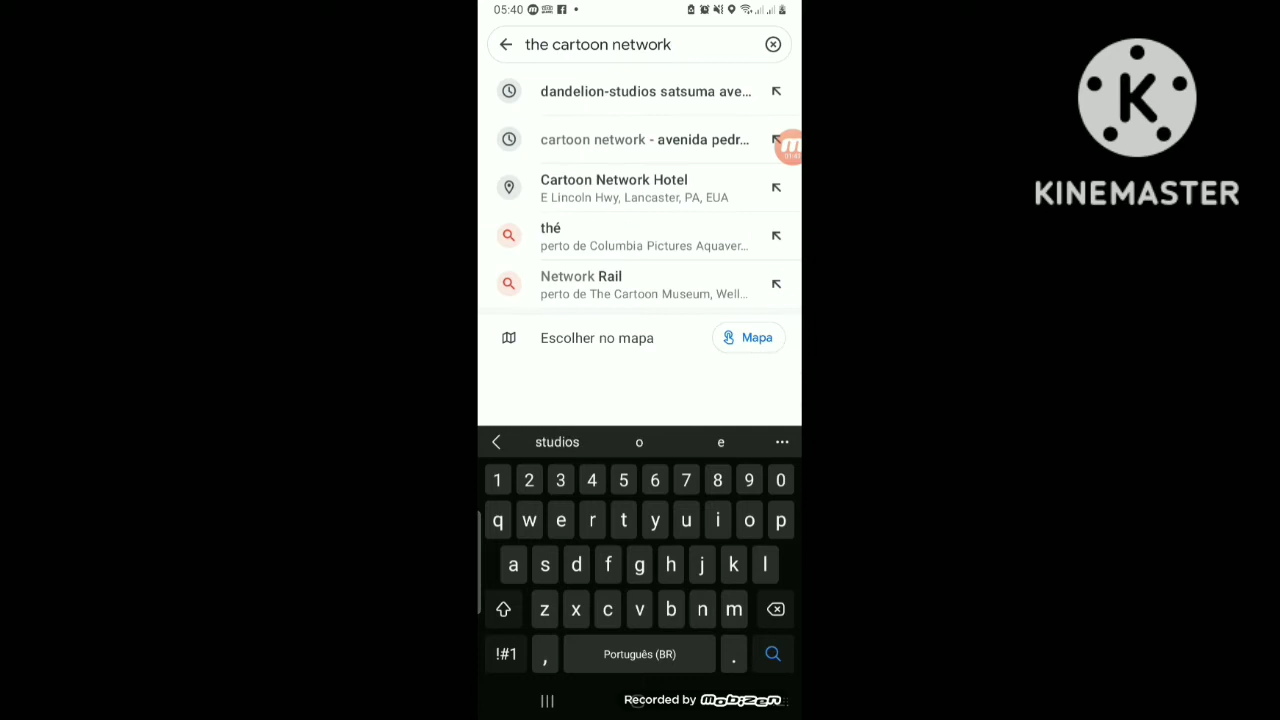 05:40
the cartoon network
dandelion-studios satsuma ave...
cartoon network - avenida pedr...
01:4
Cartoon Network Hotel
E Lincoln Hwy, Lancaster, PA, EUA
thé
perto de Columbia Pictures Aquaver...
Network Rail
perto de The Cartoon Museum, Well...
Escolher no mapa
Mapa
studios o e
1 2 3 4 5 6 7 8 9 0
q w e r t y u i o p
a s d f g h j k l
z x c v b n m
!#1 , Português (BR) .
Recorded by mobizen
K
KINEMASTER